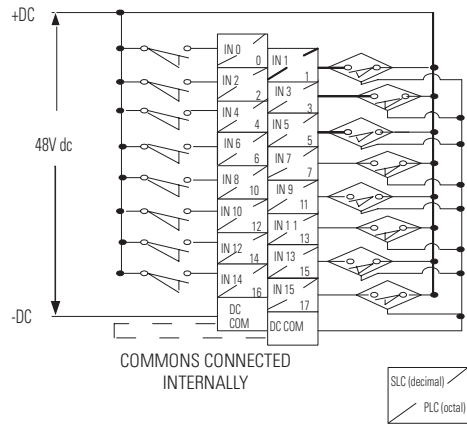 +DC
IN 0
0
IN 1
1
IN 2
2
IN 3
3
IN 4
4
IN 5
5
48V dc
IN 6
6
IN 7
7
IN 8
10
IN 9
11
IN 10
12
IN 1 1
13
IN 12
14
IN 13
15
IN 14
16
IN 15
17
-DC
DC
COM
DC COM
COMMONS CONNECTED
INTERNALLY
SLC (decimal)
PLC (octal)